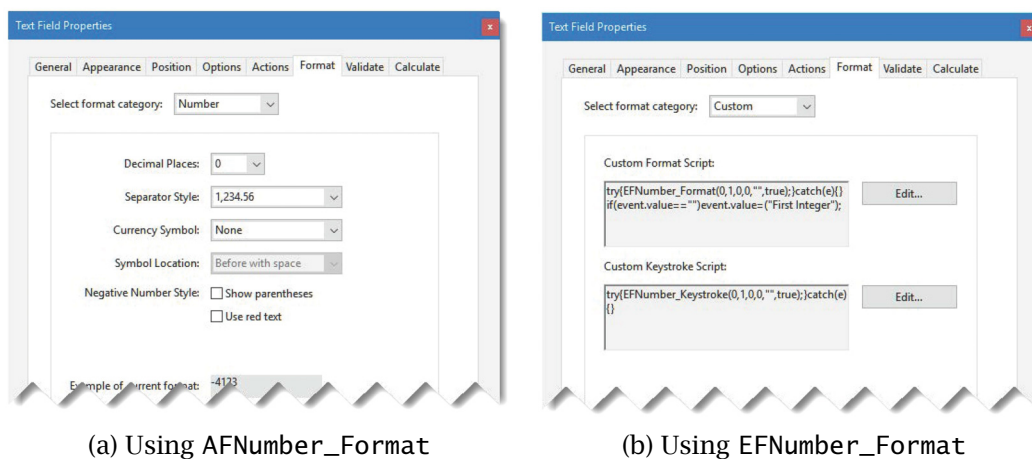 Text Field Properties
x
General Appearance Position Options Actions Format Validate Calculate
Select format category: Number
Decimal Places: 0
Separator Style: 1,234.56
Currency Symbol: None
Symbol Location: Before with space
Negative Number Style: Show parentheses
Use red text
Example of current format: -4123
(a) Using AFNumber_Format
Text Field Properties
x
General Appearance Position Options Actions Format Validate Calculate
Select format category: Custom
Custom Format Script:
try{EFNumber_Format(0,1,0,0,"",true);}catch(e){}
if(event.value=="")event.value=("First Integer");
Edit...
Custom Keystroke Script:
try{EFNumber_Keystroke(0,1,0,0,"",true);}catch(e)
{}
Edit...
(b) Using EFNumber_Format